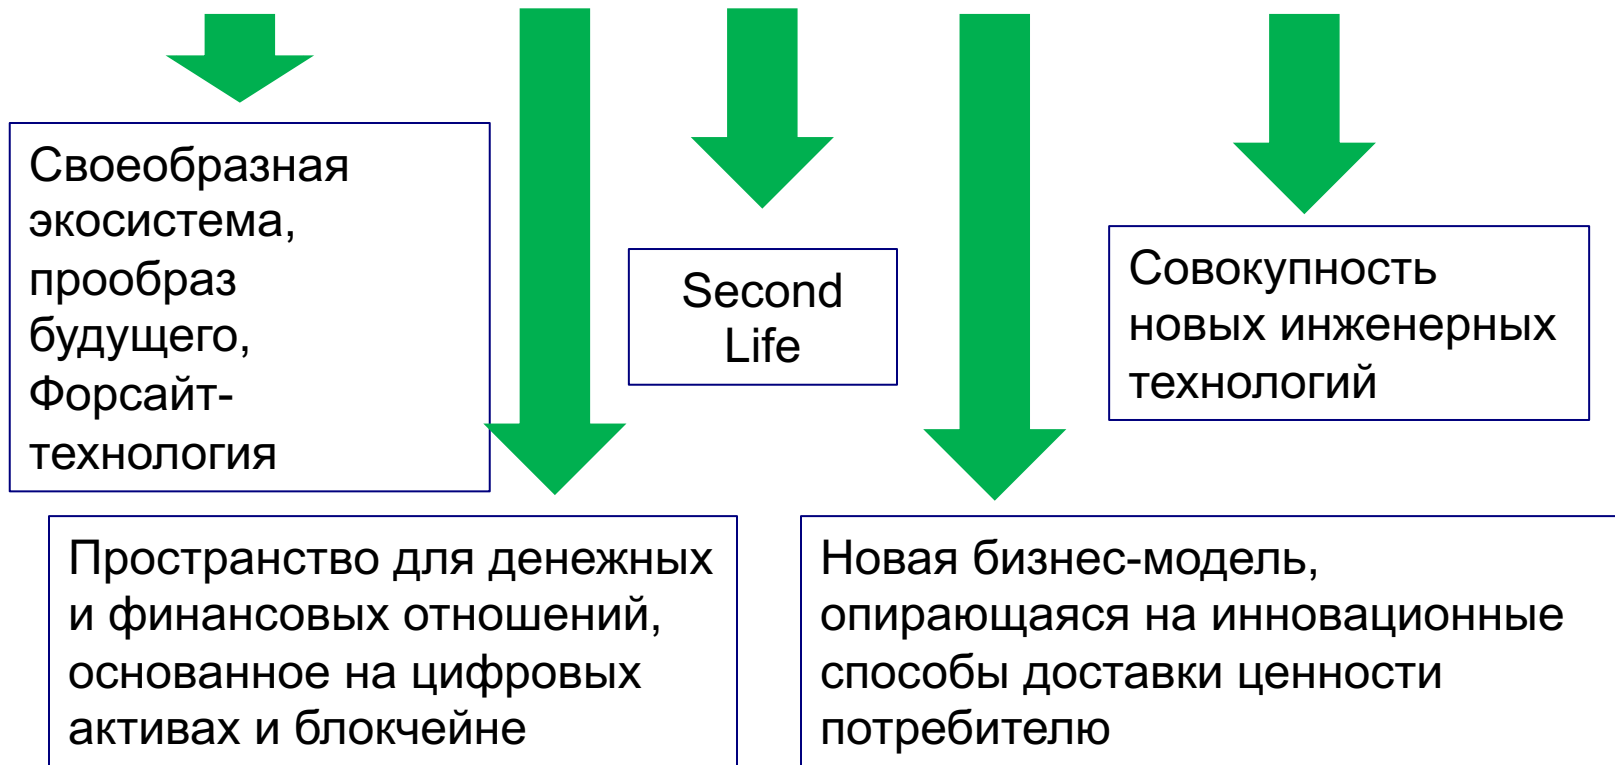 Своеобразная
экосистема,
прообраз
будущего,
Форсайт-
технология
Second
Life
Совокупность
новых инженерных
технологий
Пространство для денежных
и финансовых отношений,
основанное на цифровых
активах и блокчейне
Новая бизнес-модель,
опирающаяся на инновационные
способы доставки ценности
потребителю